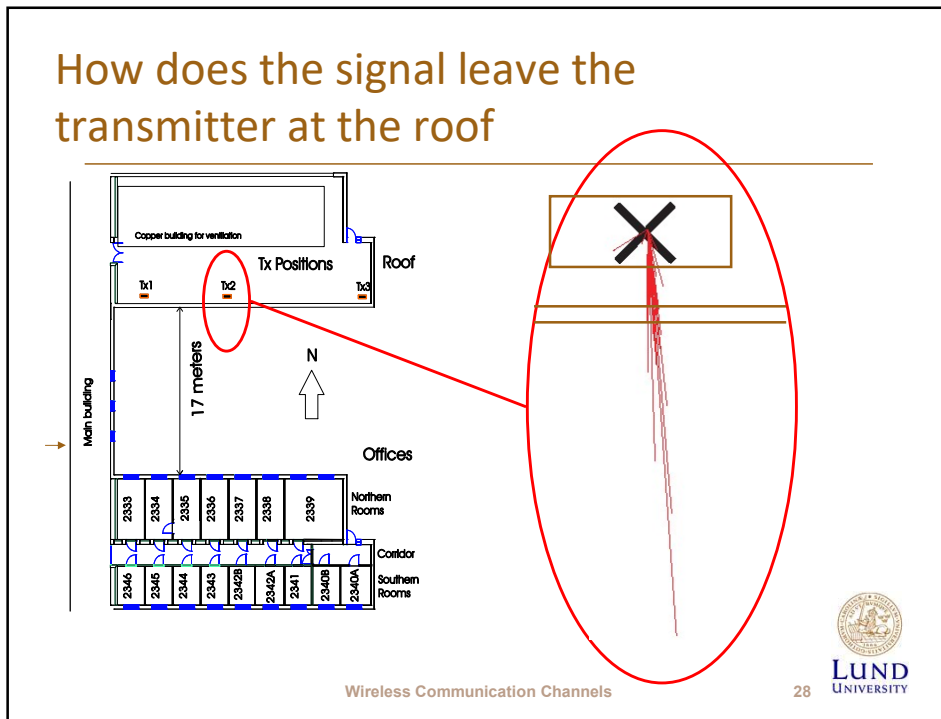 How does the signal leave the
transmitter at the roof
Copper building for ventilation
Tx Positions
Roof
Tx1
Tx2
Tx3
17 meters
N
Main building
Offices
2333
2334
2335
2336
2337
2338
2339
Northern
Rooms
Corridor
2346
2345
2344
2343
2342B
2342A
2341
2340B
2340A
Southern
Rooms
Wireless Communication Channels
28
LUND
UNIVERSITY